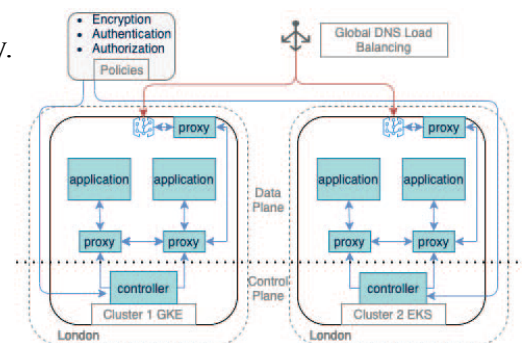 • Encryption
• Authentication
• Authorization
Policies
Global DNS Load
Balancing
y.
proxy
proxy
application
application
application
application
Data
Plane
proxy
proxy
proxy
proxy
controller
Control
Plane
controller
Cluster 1 GKE
Cluster 2 EKS
London
London